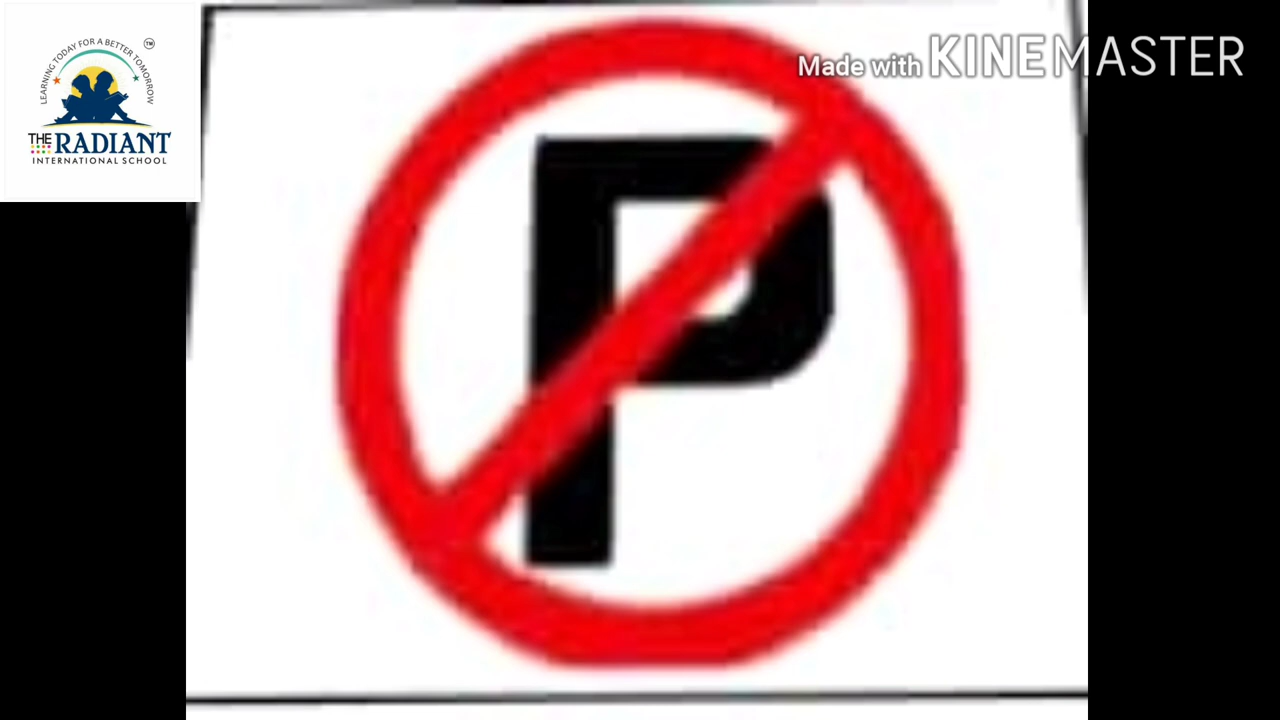 LEARNING TODAY FOR A BETTER TOMORROW
TM
THE RADIANT
INTERNATIONAL SCHOOL
Made with KINEMASTER
P